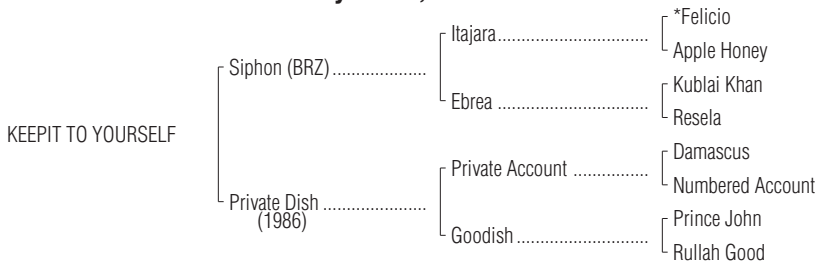 *Felicio
Itajara
Apple Honey
Siphon (BRZ)
Kublai Khan
Ebrea
Resela
KEEPIT TO YOURSELF
Damascus
Private Account
Numbered Account
Private Dish
(1986)
Prince John
Goodish
Rullah Good